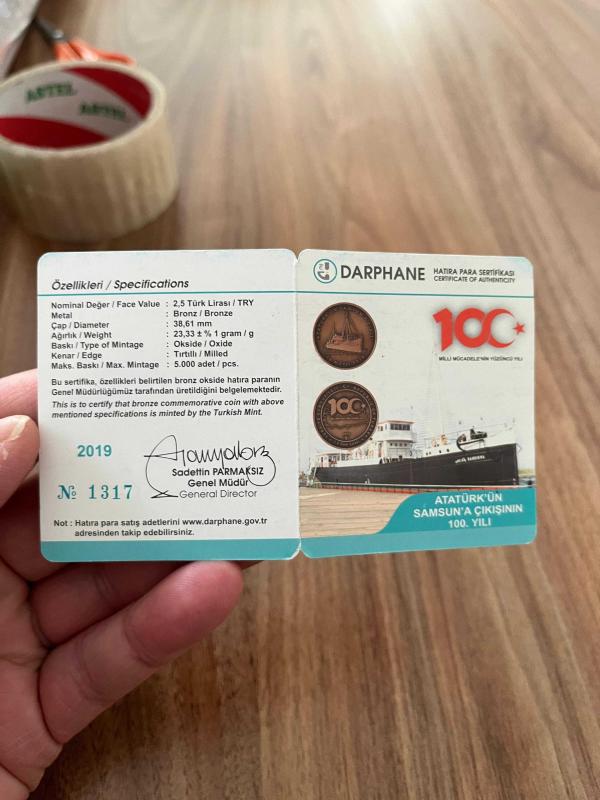 ASTEL
ASTEL
Özellikleri / Specifications
Nominal Değer / Face Value : 2,5 Türk Lirası / TRY
Metal : Bronz / Bronze
Çap / Diameter : 38,61 mm
Ağırlık / Weight : 23,33 ± % 1 gram / g
Baskı / Type of Mintage : Okside / Oxide
Kenar / Edge : Tırtıllı / Milled
Maks. Baskı / Max. Mintage : 5.000 adet / pcs.
Bu sertifika, özellikleri belirtilen bronz okside hatıra paranın
Genel Müdürlüğümüz tarafından üretildiğini belgelemektedir.
This is to certify that bronze commemorative coin with above
mentioned specifications is minted by the Turkish Mint.
2019
Sadettin PARMAKSIZ
Genel Müdür
General Director
№ 1317
Not : Hatıra para satış adetlerini www.darphane.gov.tr
adresinden takip edebilirsiniz.
DARPHANE
HATIRA PARA SERTİFİKASI
CERTIFICATE OF AUTHENTICITY
100
MİLLİ MÜCADELE'NİN YÜZÜNCÜ YILI
100
ATATÜRK'ÜN
SAMSUN'A ÇIKIŞININ
100. YILI